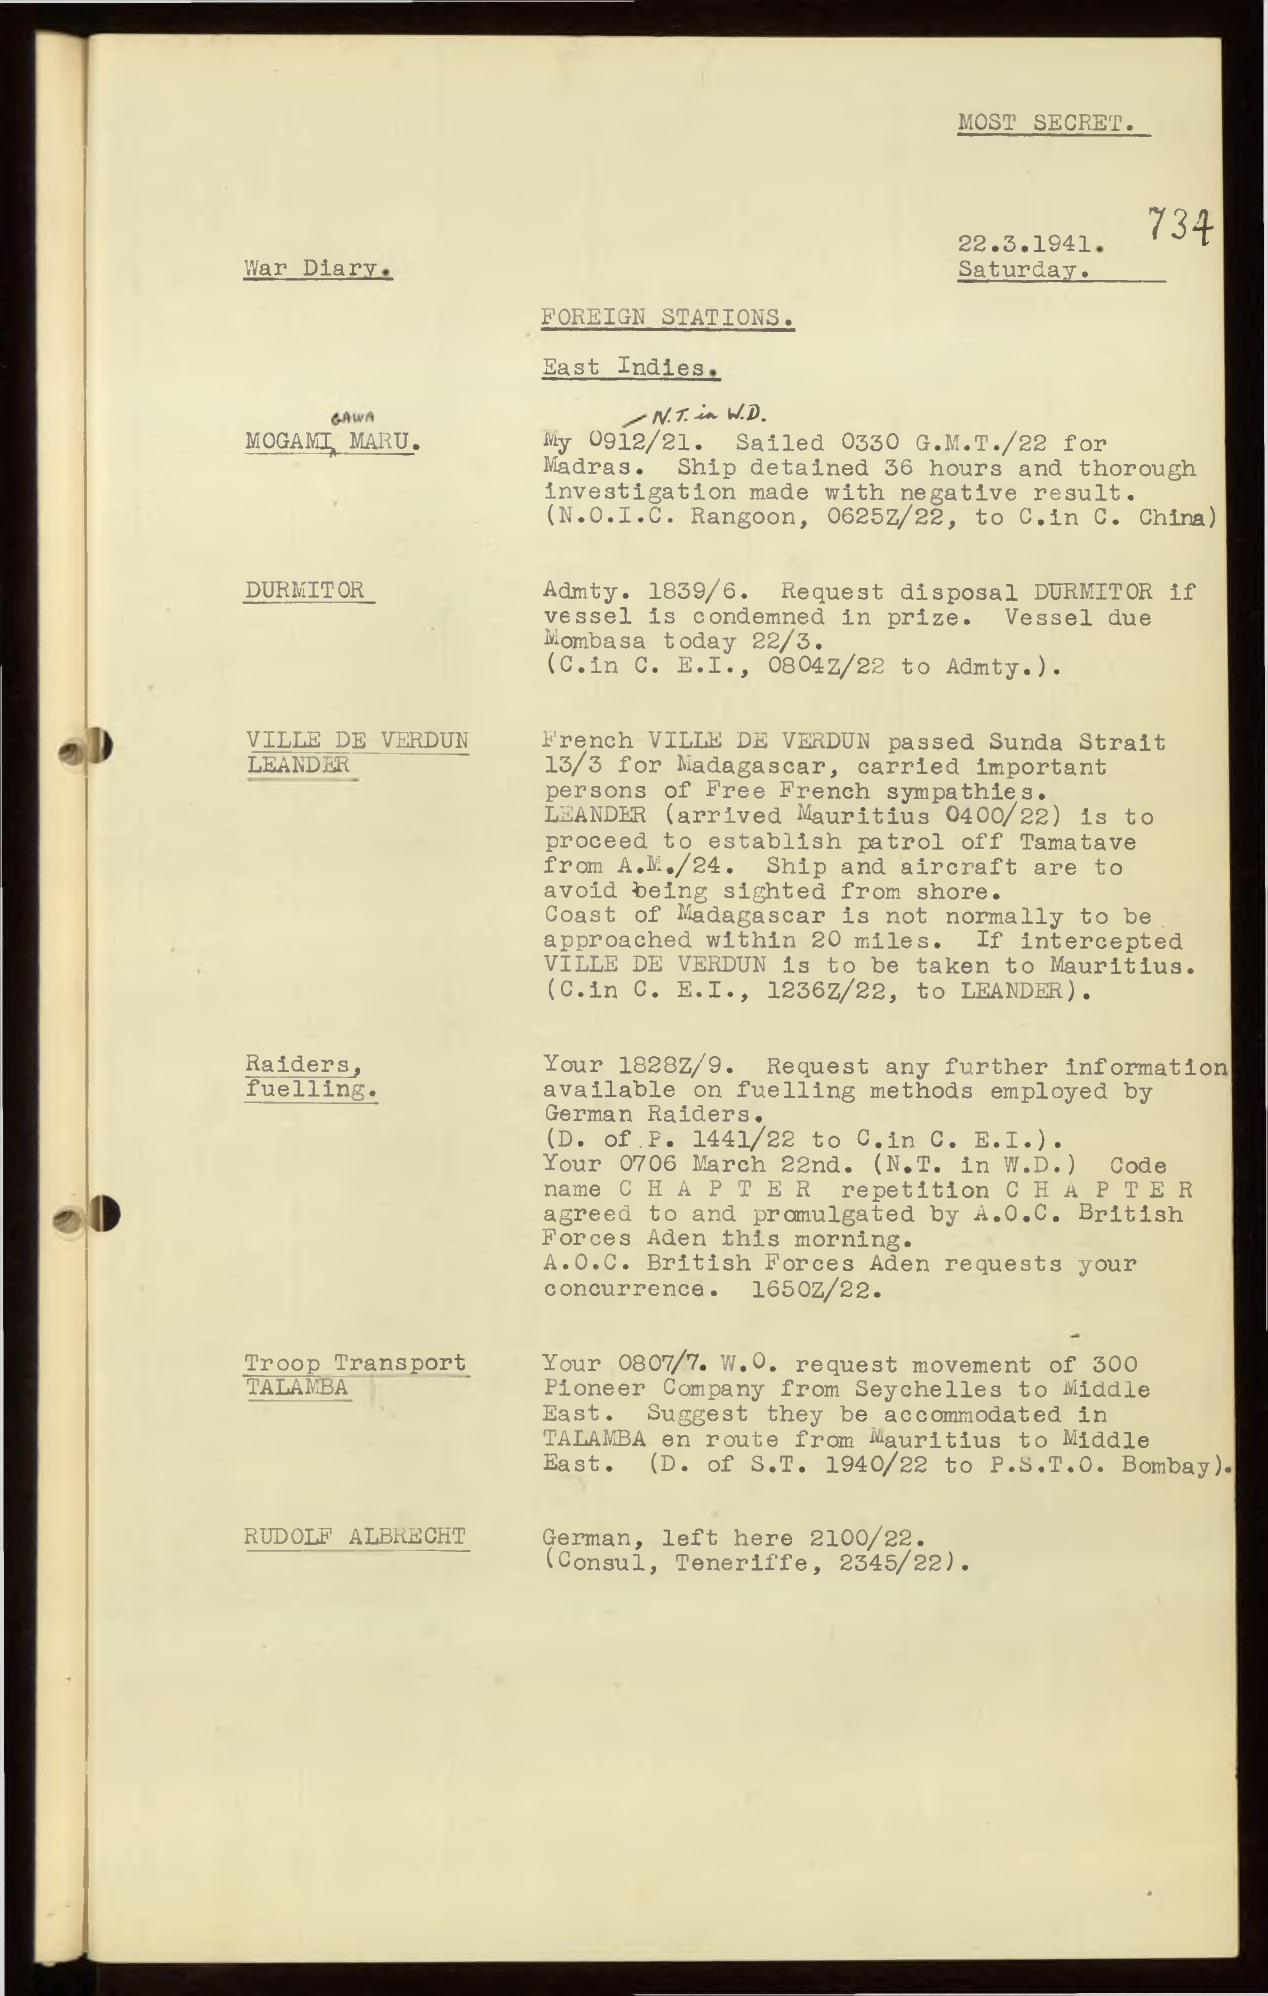 MOST SECRET.
734
22.3.1941.
War Diary.
Saturday.
FOREIGN STATIONS.
East Indies.
GAWA
N.T. in W.D.
MOGAMI MARU.
My 0912/21. Sailed 0330 G.M.T./22 for
Madras. Ship detained 36 hours and thorough
investigation made with negative result.
(N.O.I.C. Rangoon, 0625Z/22, to C.in C. China)
DURMITOR
Admty. 1839/6. Request disposal DURMITOR if
vessel is condemned in prize. Vessel due
Mombasa today 22/3.
(C.in C. E.I., 0804Z/22 to Admty.).
VILLE DE VERDUN
LEANDER
French VILLE DE VERDUN passed Sunda Strait
13/3 for Madagascar, carried important
persons of Free French sympathies.
LEANDER (arrived Mauritius 0400/22) is to
proceed to establish patrol off Tamatave
from A.M./24. Ship and aircraft are to
avoid being sighted from shore.
Coast of Madagascar is not normally to be
approached within 20 miles. If intercepted
VILLE DE VERDUN is to be taken to Mauritius.
(C.in C. E.I., 1236Z/22, to LEANDER).
Raiders,
fuelling.
Your 1828Z/9. Request any further information
available on fuelling methods employed by
German Raiders.
(D. of P. 1441/22 to C.in C. E.I.).
Your 0706 March 22nd. (N.T. in W.D.) Code
name C H A P T E R repetition C H A P T E R
agreed to and promulgated by A.O.C. British
Forces Aden this morning.
A.O.C. British Forces Aden requests your
concurrence. 1650Z/22.
Troop Transport
TALAMBA
Your 0807/7. W.O. request movement of 300
Pioneer Company from Seychelles to Middle
East. Suggest they be accommodated in
TALAMBA en route from Mauritius to Middle
East. (D. of S.T. 1940/22 to P.S.T.O. Bombay).
RUDOLF ALBRECHT
German, left here 2100/22.
(Consul, Teneriffe, 2345/22).